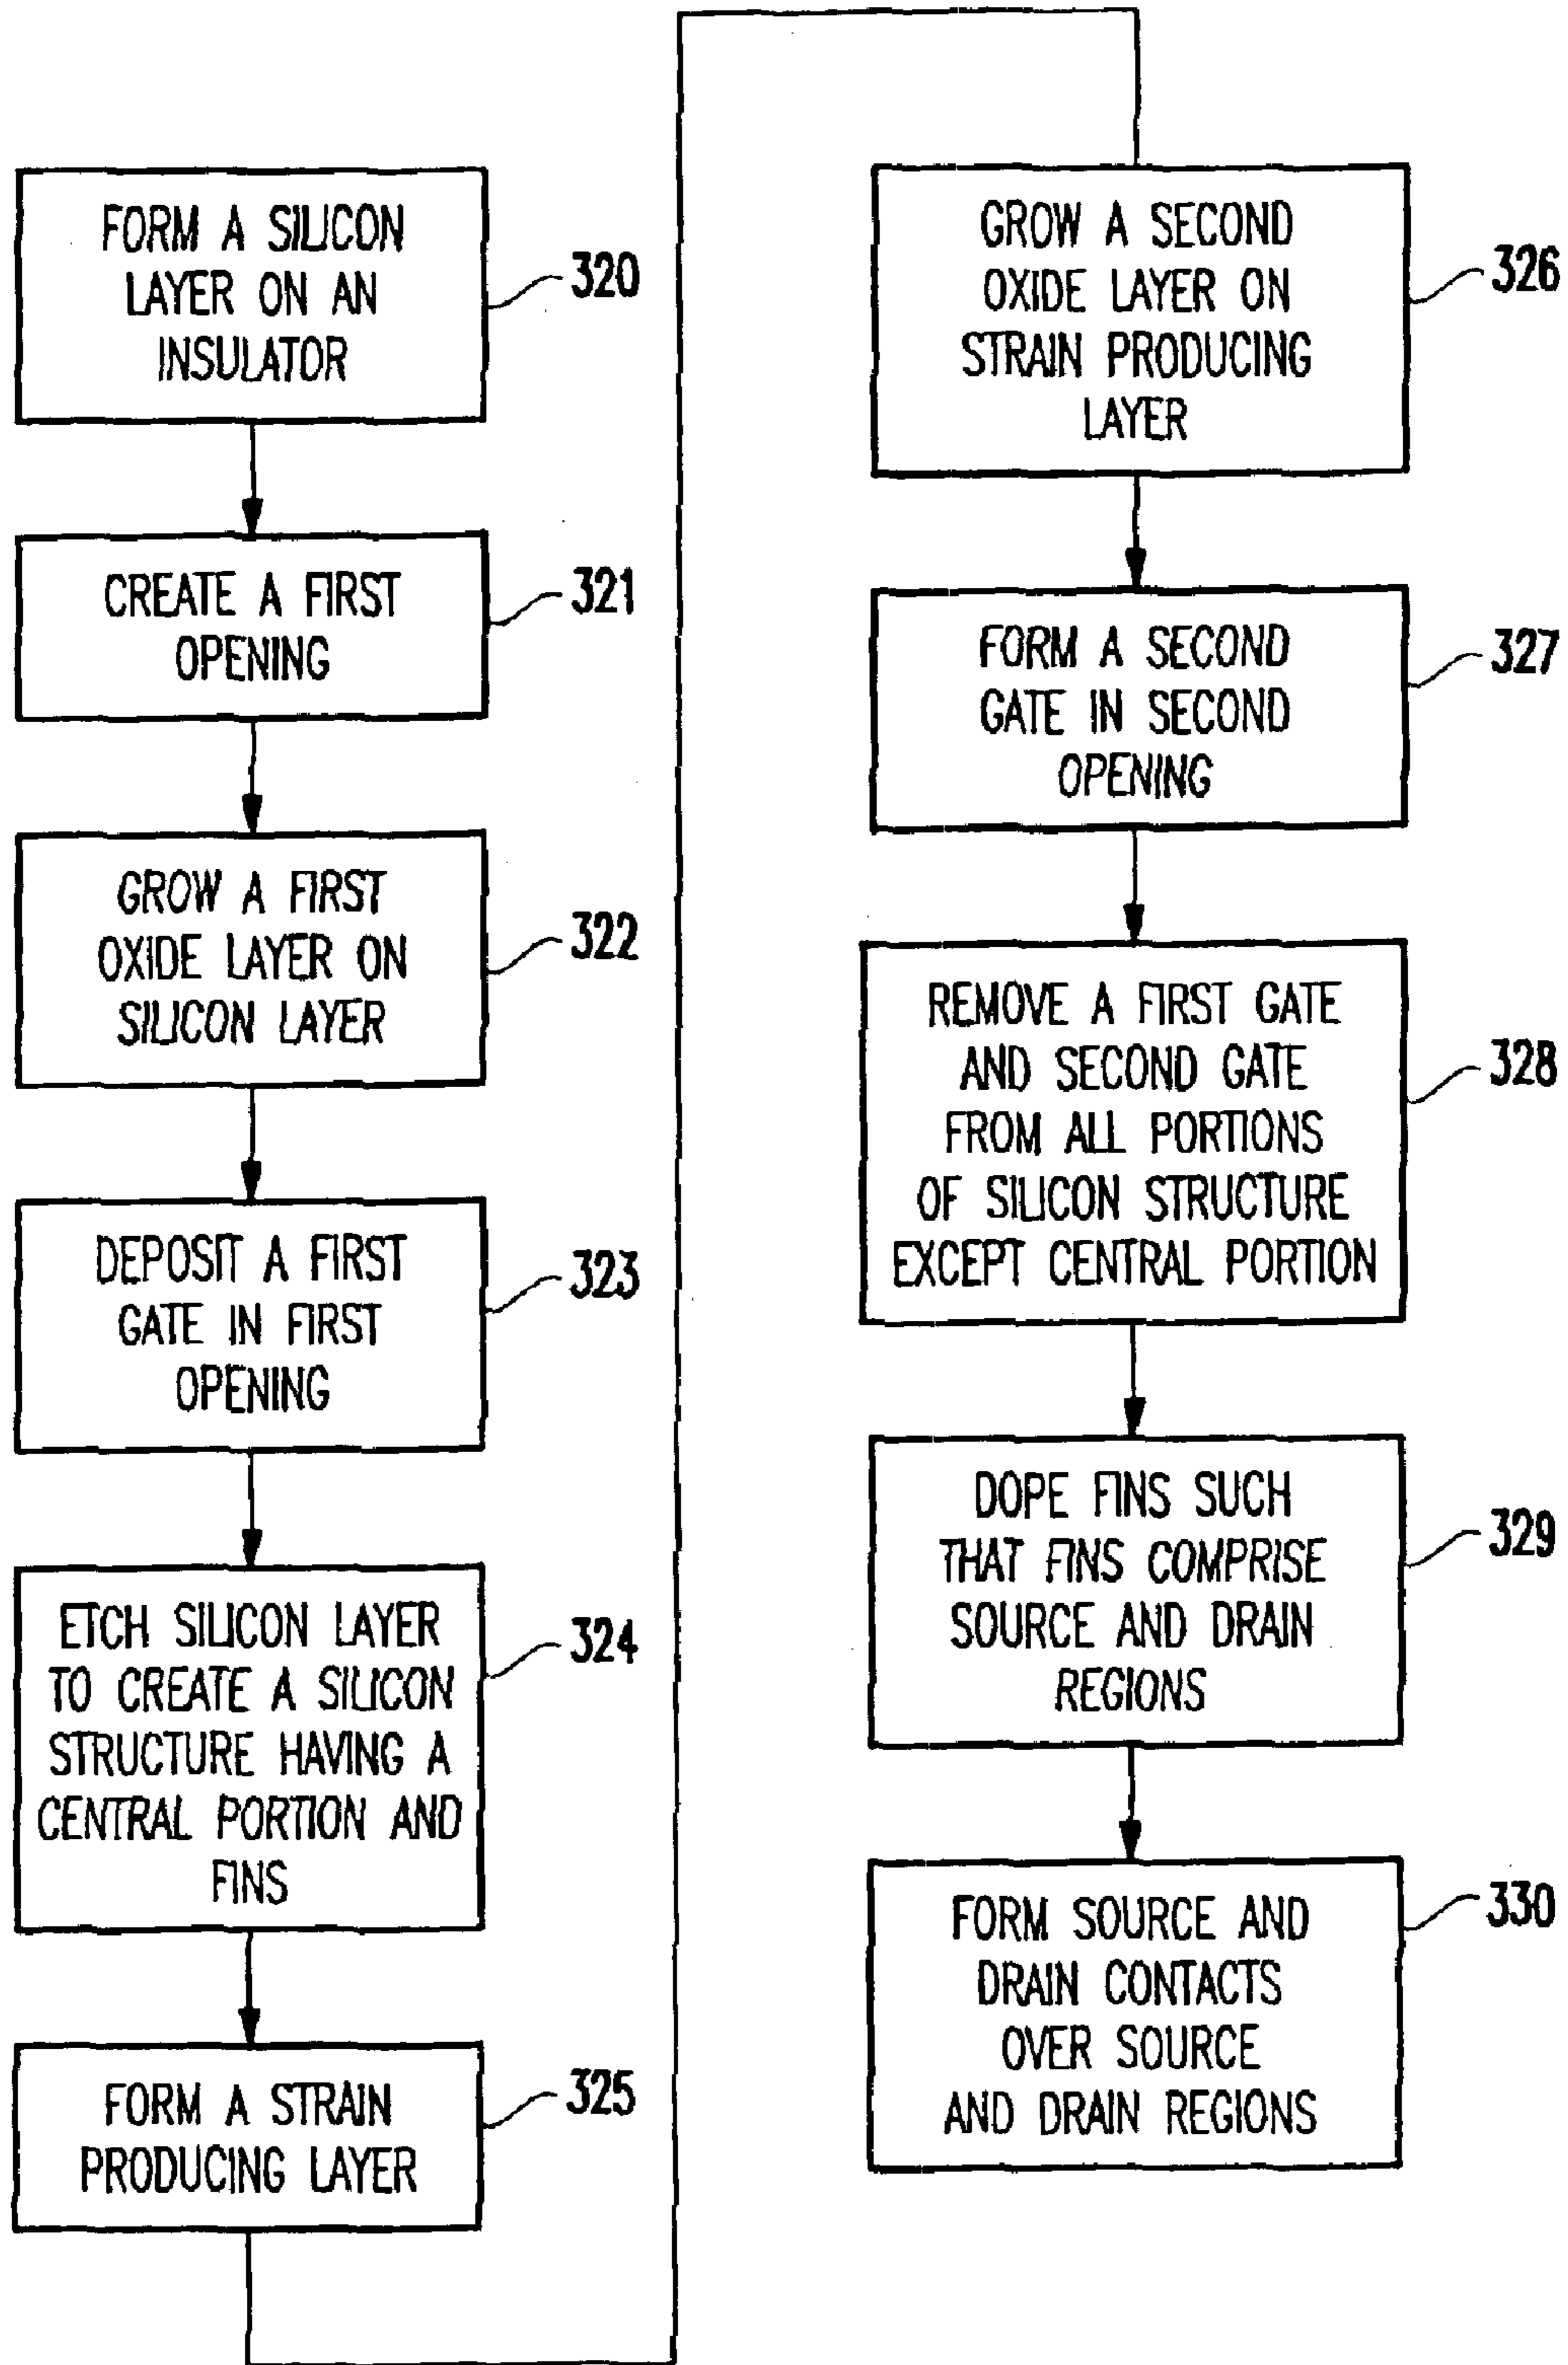 FORM A SILICON
LAYER ON AN
INSULATOR
320
CREATE A FIRST
OPENING
321
GROW A FIRST
OXIDE LAYER ON
SILICON LAYER
322
DEPOSIT A FIRST
GATE IN FIRST
OPENING
323
ETCH SILICON LAYER
TO CREATE A SILICON
STRUCTURE HAVING A
CENTRAL PORTION AND
FINS
324
FORM A STRAIN
PRODUCING LAYER
325
GROW A SECOND
OXIDE LAYER ON
STRAIN PRODUCING
LAYER
326
FORM A SECOND
GATE IN SECOND
OPENING
327
REMOVE A FIRST GATE
AND SECOND GATE
FROM ALL PORTIONS
OF SILICON STRUCTURE
EXCEPT CENTRAL PORTION
328
DOPE FINS SUCH
THAT FINS COMPRISE
SOURCE AND DRAIN
REGIONS
329
FORM SOURCE AND
DRAIN CONTACTS
OVER SOURCE
AND DRAIN REGIONS
330